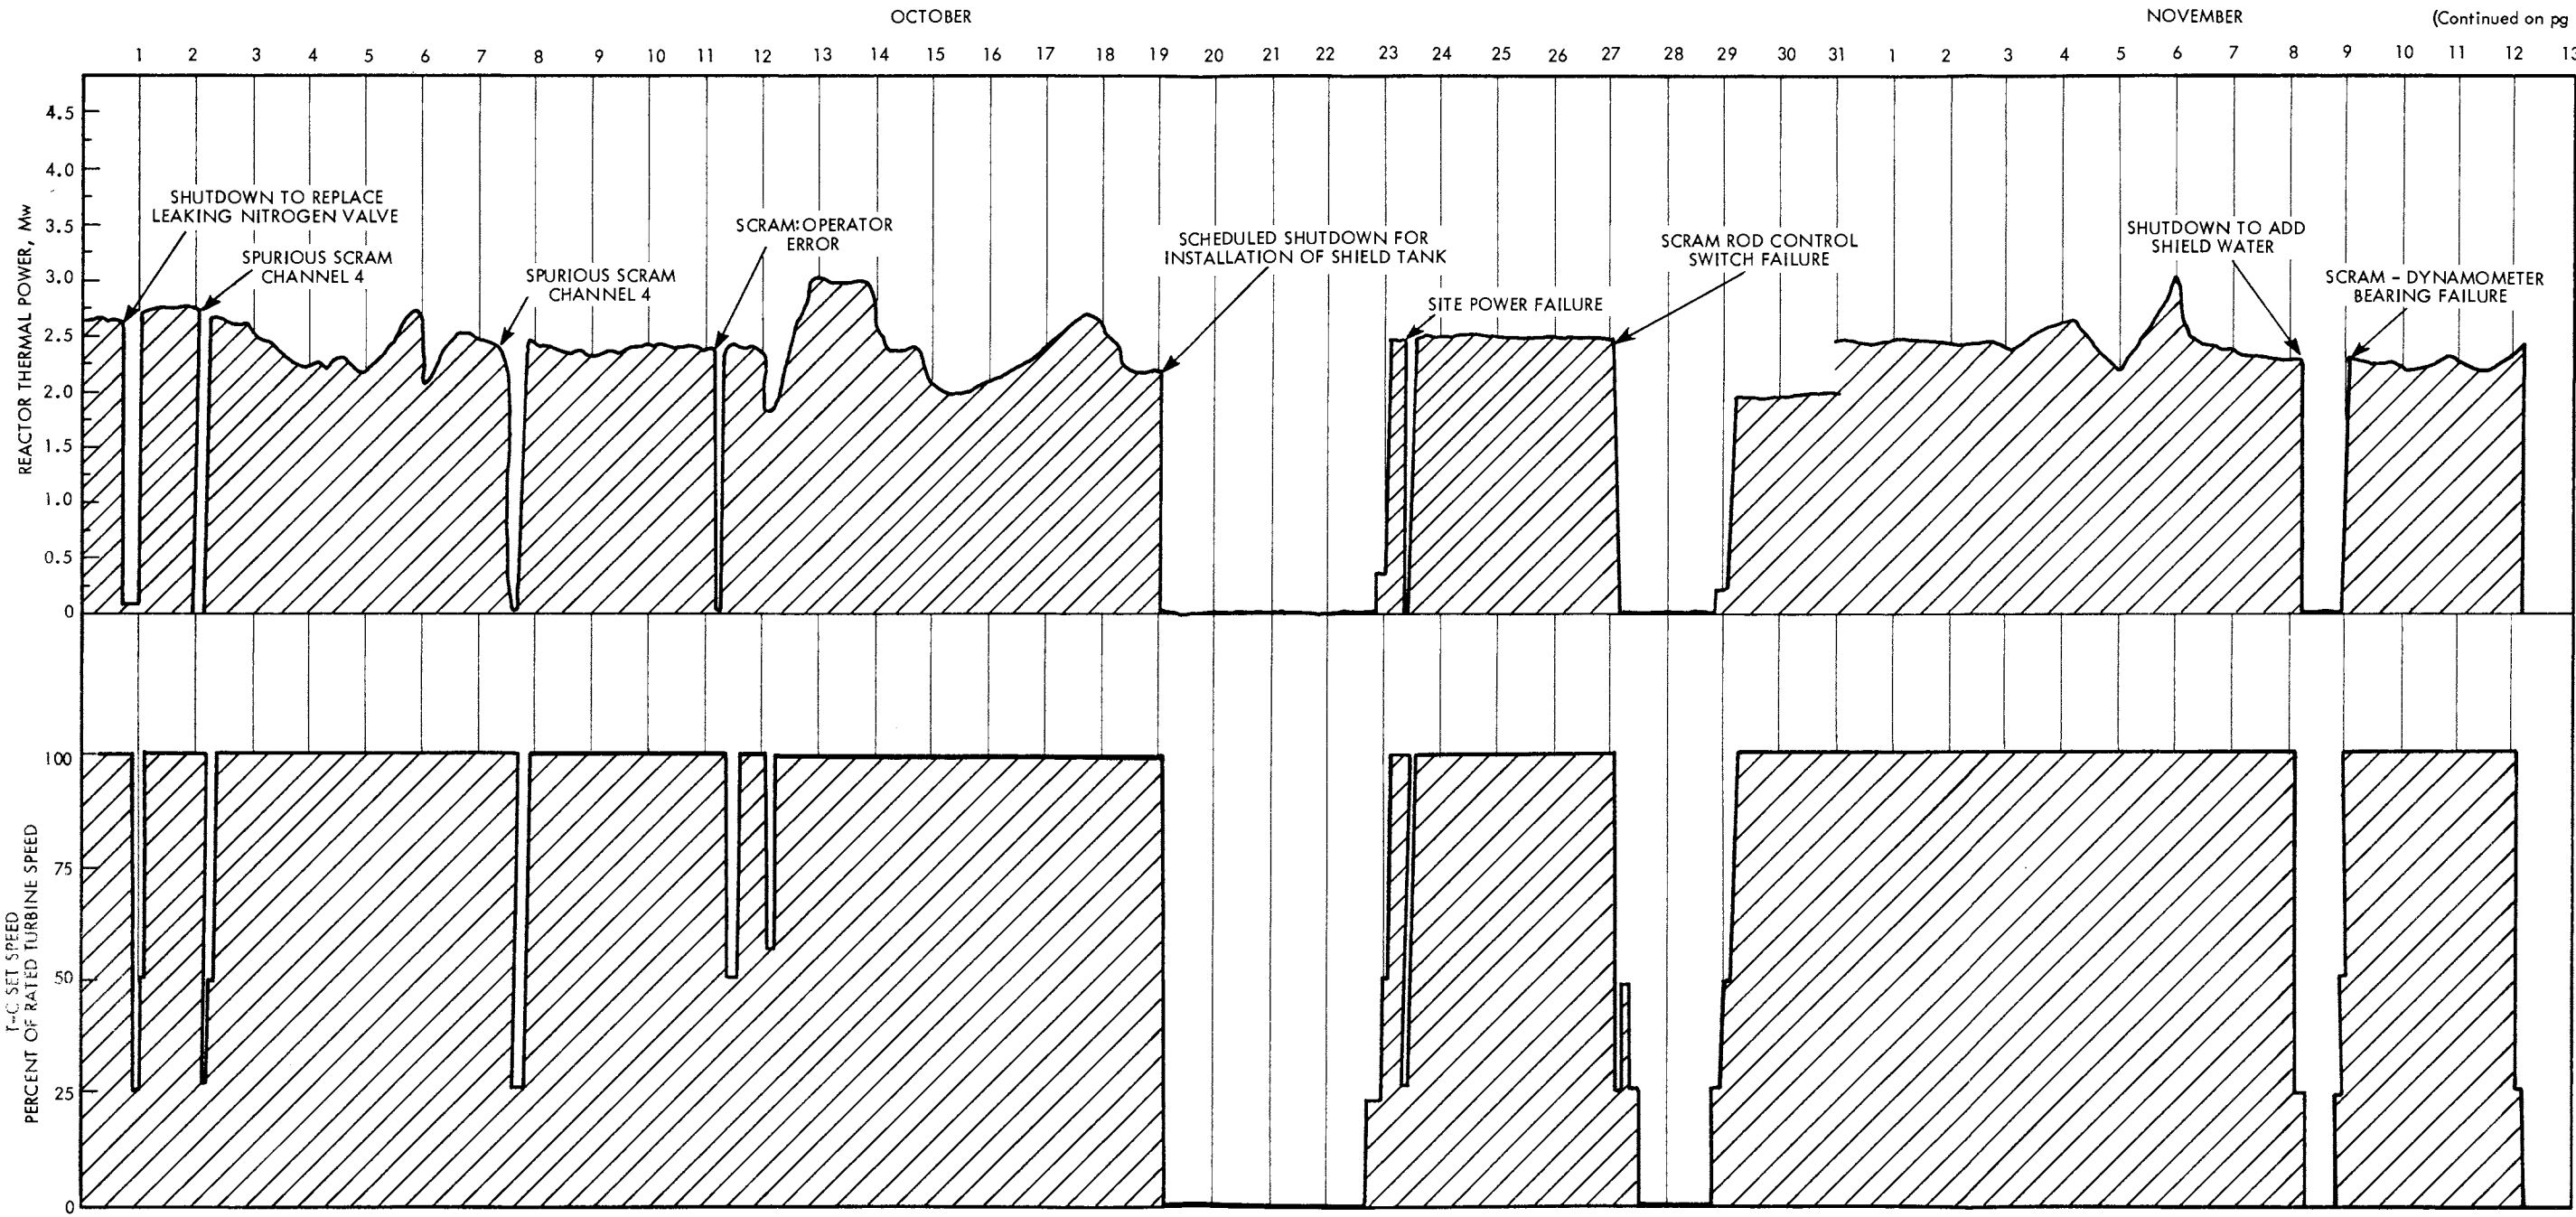 OCTOBER
NOVEMBER
(Continued on pg
1 2 3 4 5 6 7 8 9 10 11 12 13 14 15 16 17 18 19 20 21 22 23 24 25 26 27 28 29 30 31 1 2 3 4 5 6 7 8 9 10 11 12 13
4.5
4.0
3.5
3.0
2.5
2.0
1.5
1.0
0.5
0
REACTOR THERMAL POWER, Mw
SHUTDOWN TO REPLACE
LEAKING NITROGEN VALVE
SPURIOUS SCRAM
CHANNEL 4
SPURIOUS SCRAM
CHANNEL 4
SCRAM:OPERATOR
ERROR
SCHEDULED SHUTDOWN FOR
INSTALLATION OF SHIELD TANK
SITE POWER FAILURE
SCRAM ROD CONTROL
SWITCH FAILURE
SHUTDOWN TO ADD
SHIELD WATER
SCRAM - DYNAMOMETER
BEARING FAILURE
100
75
50
25
0
T-C SET SPEED
PERCENT OF RATED TURBINE SPEED